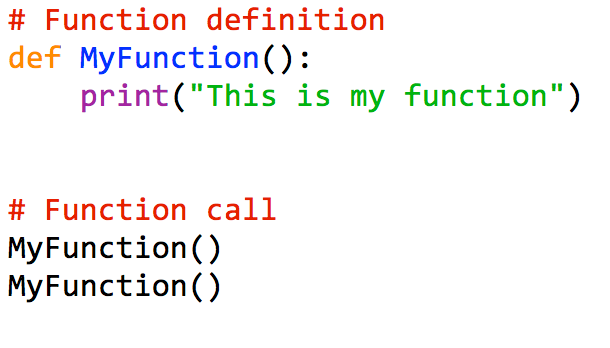 # Function definition
def MyFunction():
    print("This is my function")
# Function call
MyFunction()
MyFunction()